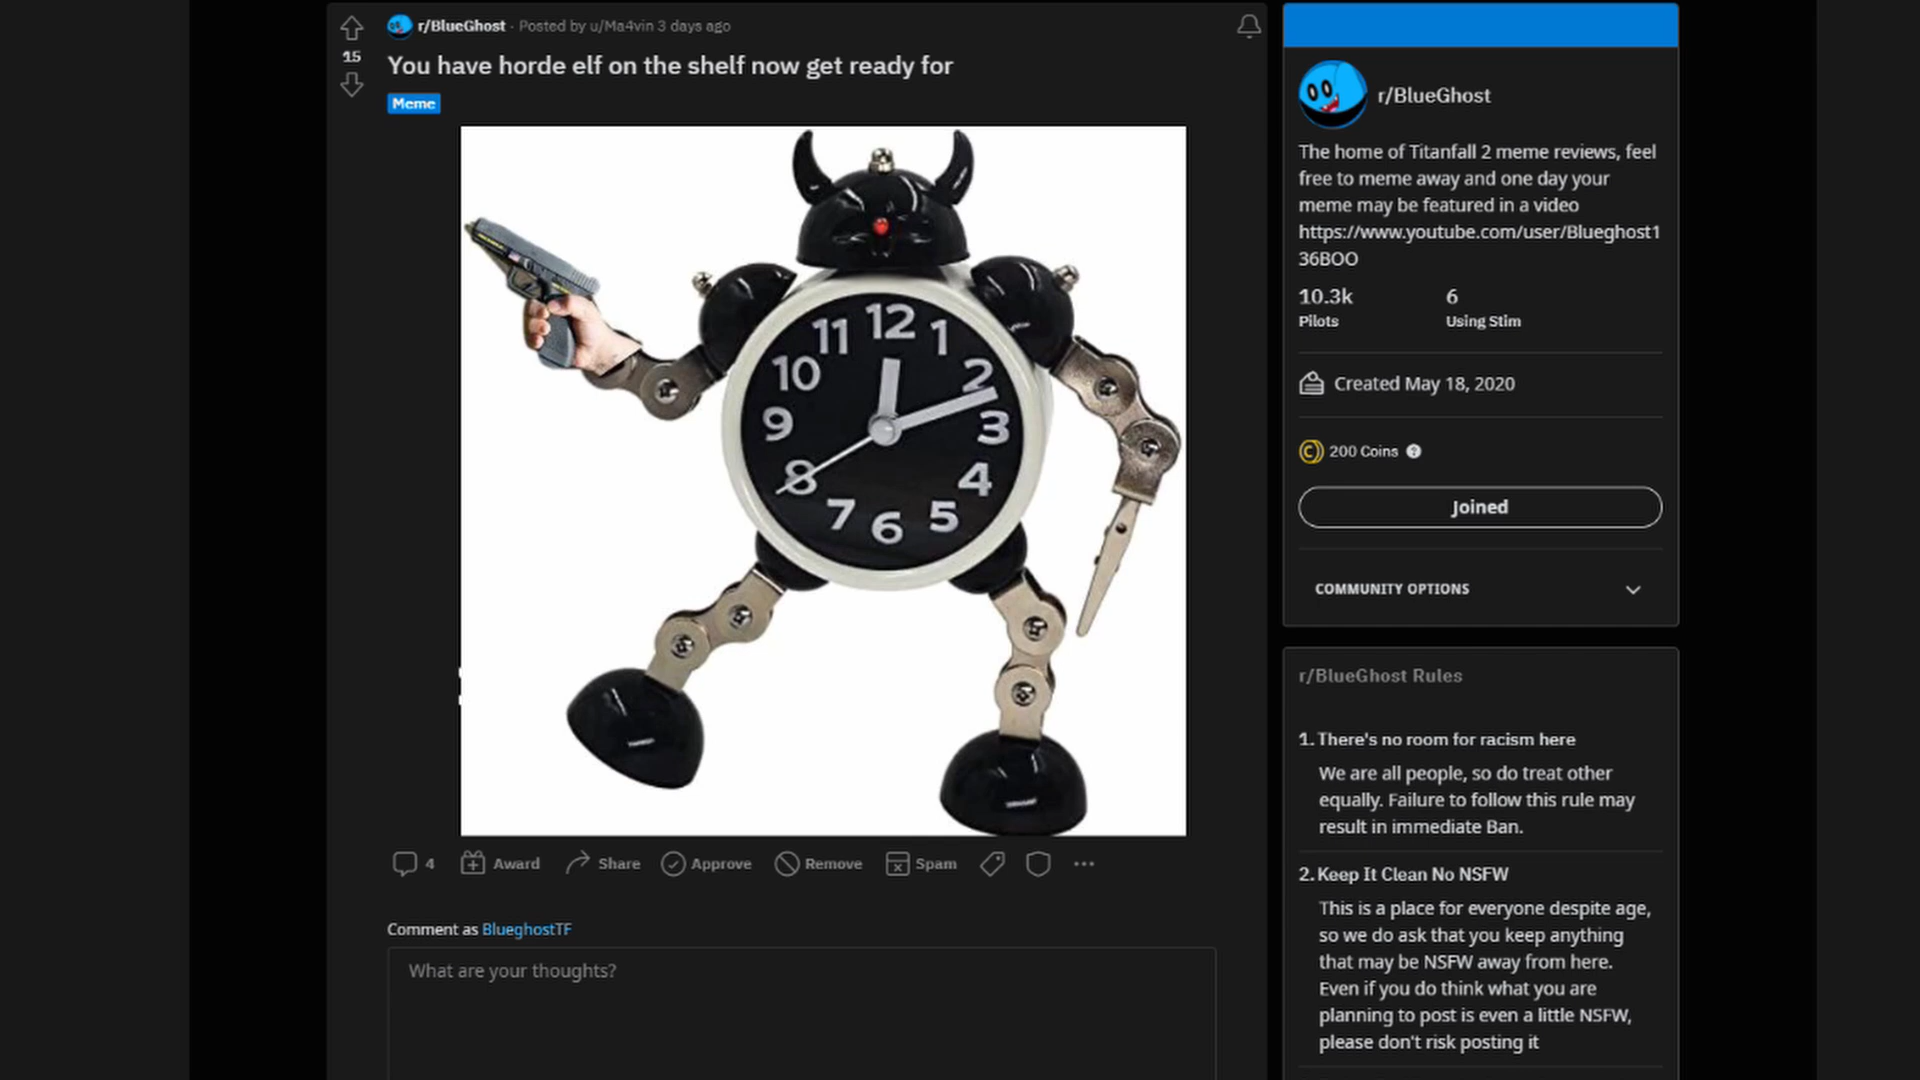 r/BlueGhost · Posted by u/Ma4vin 3 days ago
15
You have horde elf on the shelf now get ready for
Meme
12
11
1
10
2
9
3
8
4
7
5
6
4
Award
Share
Approve
Remove
Spam
Comment as BlueghostTF
What are your thoughts?
r/BlueGhost
The home of Titanfall 2 meme reviews, feel
free to meme away and one day your
meme may be featured in a video
https://www.youtube.com/user/Blueghost1
36BOO
10.3k
6
Pilots
Using Stim
Created May 18, 2020
200 Coins
Joined
COMMUNITY OPTIONS
r/BlueGhost Rules
1. There's no room for racism here
We are all people, so do treat other
equally. Failure to follow this rule may
result in immediate Ban.
2. Keep It Clean No NSFW
This is a place for everyone despite age,
so we do ask that you keep anything
that may be NSFW away from here.
Even if you do think what you are
planning to post is even a little NSFW,
please don't risk posting it